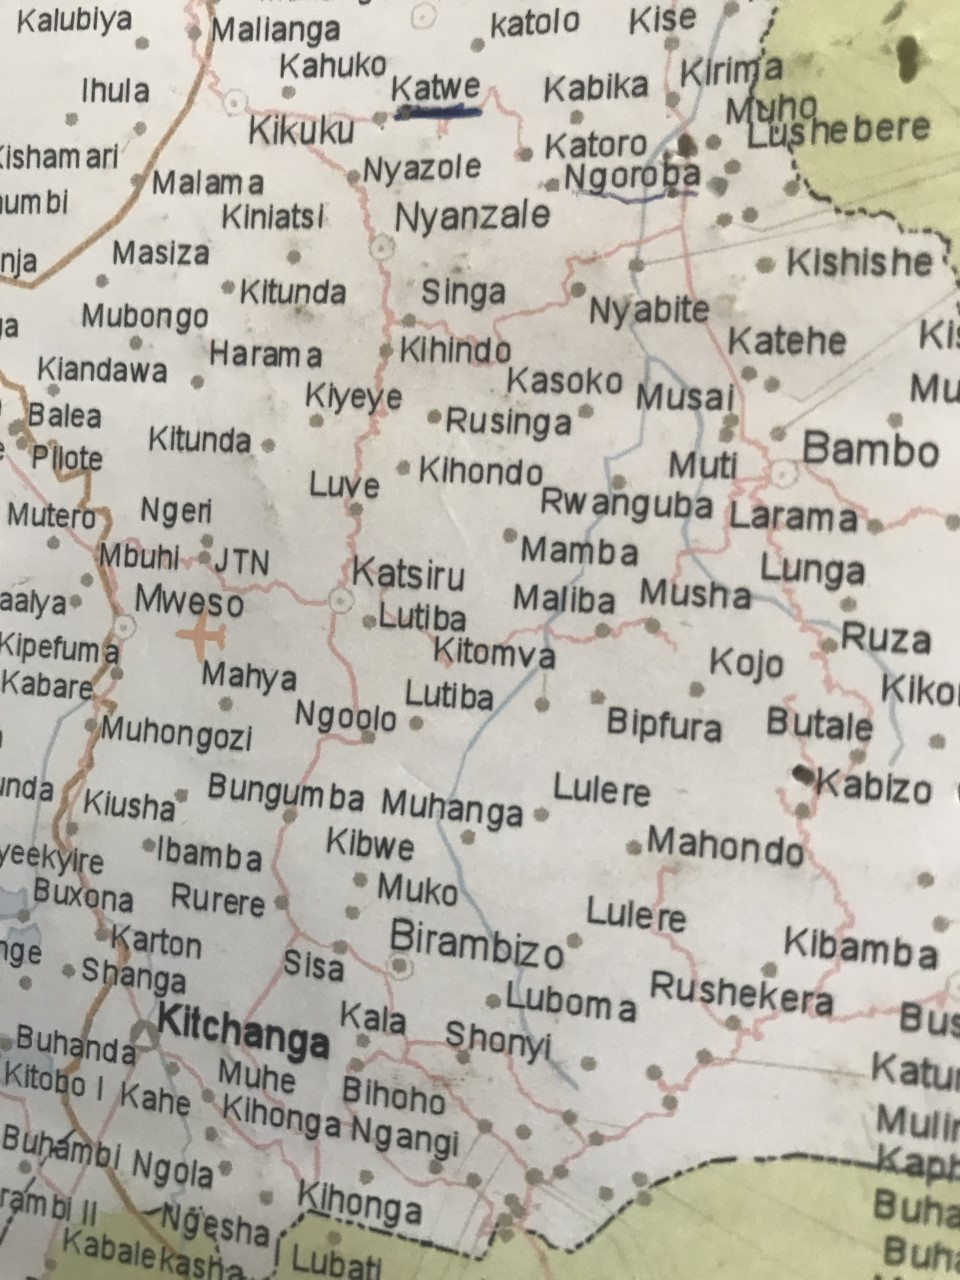 Kalubiya
Malianga
katolo
Kise
Kahuko
Kirima
Ihula
Katwe
Kabika
Muho
Lushebere
Kikuku
Katoro
Kishamari
Nyazole
Ngoroba
Malama
Kiniatsi
Nyanzale
Masiza
Kishishe
Kitunda
Singa
Mubongo
Nyabite
Harama
Kihindo
Katehe
Kiandawa
Kasoko
Kiyeye
Musai
Balea
Rusinga
Kitunda
Bambo
Pilote
Kihondo
Muti
Luve
Rwanguba
Larama
Mutero
Ngeri
Mamba
Mbuhi
JTN
Katsiru
Lunga
Mweso
Maliba
Musha
Lutiba
Kipefuma
Kitomva
Ruza
Kabare
Mahya
Lutiba
Kojo
Muhongozi
Ngoolo
Bipfura
Butale
Kiusha
Bungumba
Muhanga
Lulere
Kabizo
Ibamba
Kibwe
Mahondo
Buxona
Rurere
Muko
Lulere
Karton
Birambizo
Kibamba
Shanga
Sisa
Luboma
Rushekera
Kitchanga
Kala
Shonyi
Buhanda
Muhe
Bihoho
Kitobo I
Kahe
Kihonga
Ngangi
Buhambi
Ngola
Kihonga
Ngesha
Kabalekasha
Lubati